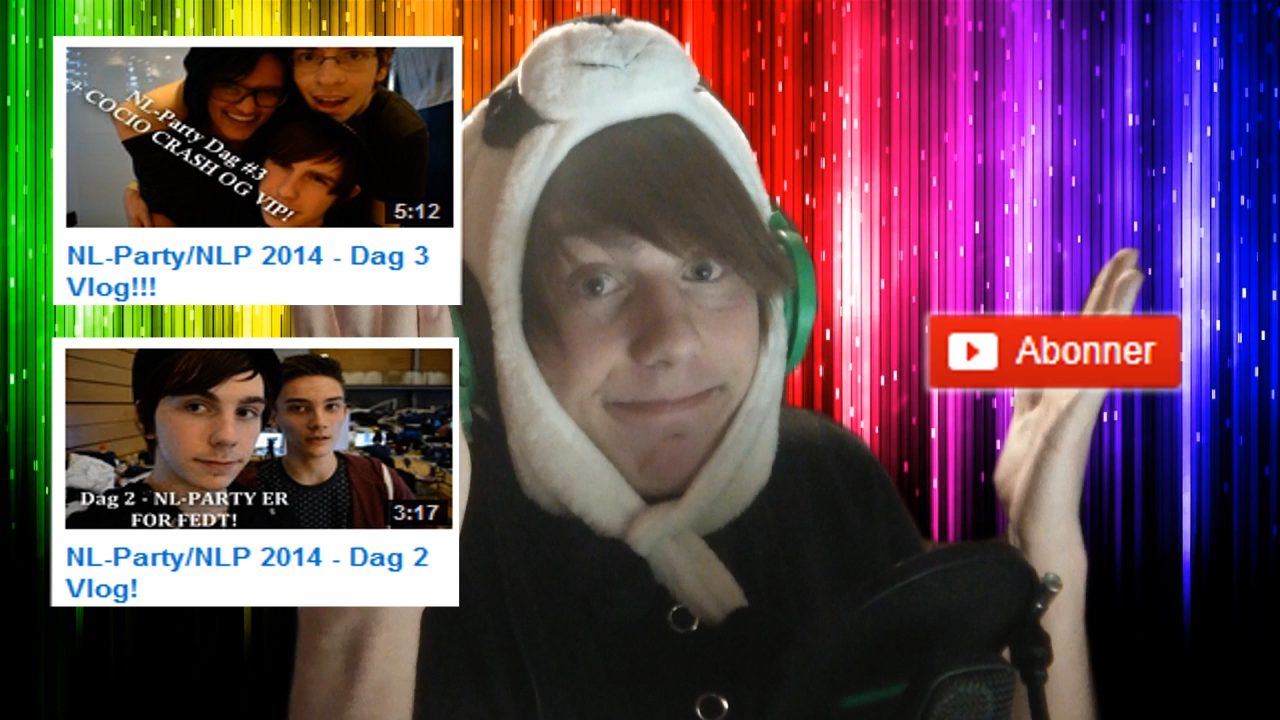 NL-Party Dag #3
+ COCIO CRASH OG VIP!
5:12
NL-Party/NLP 2014 - Dag 3
Vlog!!!
Abonner
Dag 2 - NL-PARTY ER
FOR FEDT!
3:17
NL-Party/NLP 2014 - Dag 2
Vlog!